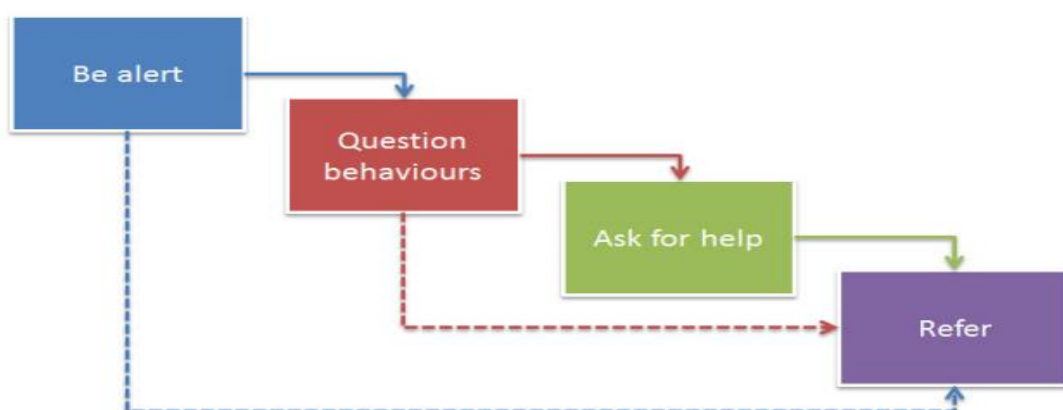 Be alert
Question
behaviours
Ask for help
Refer